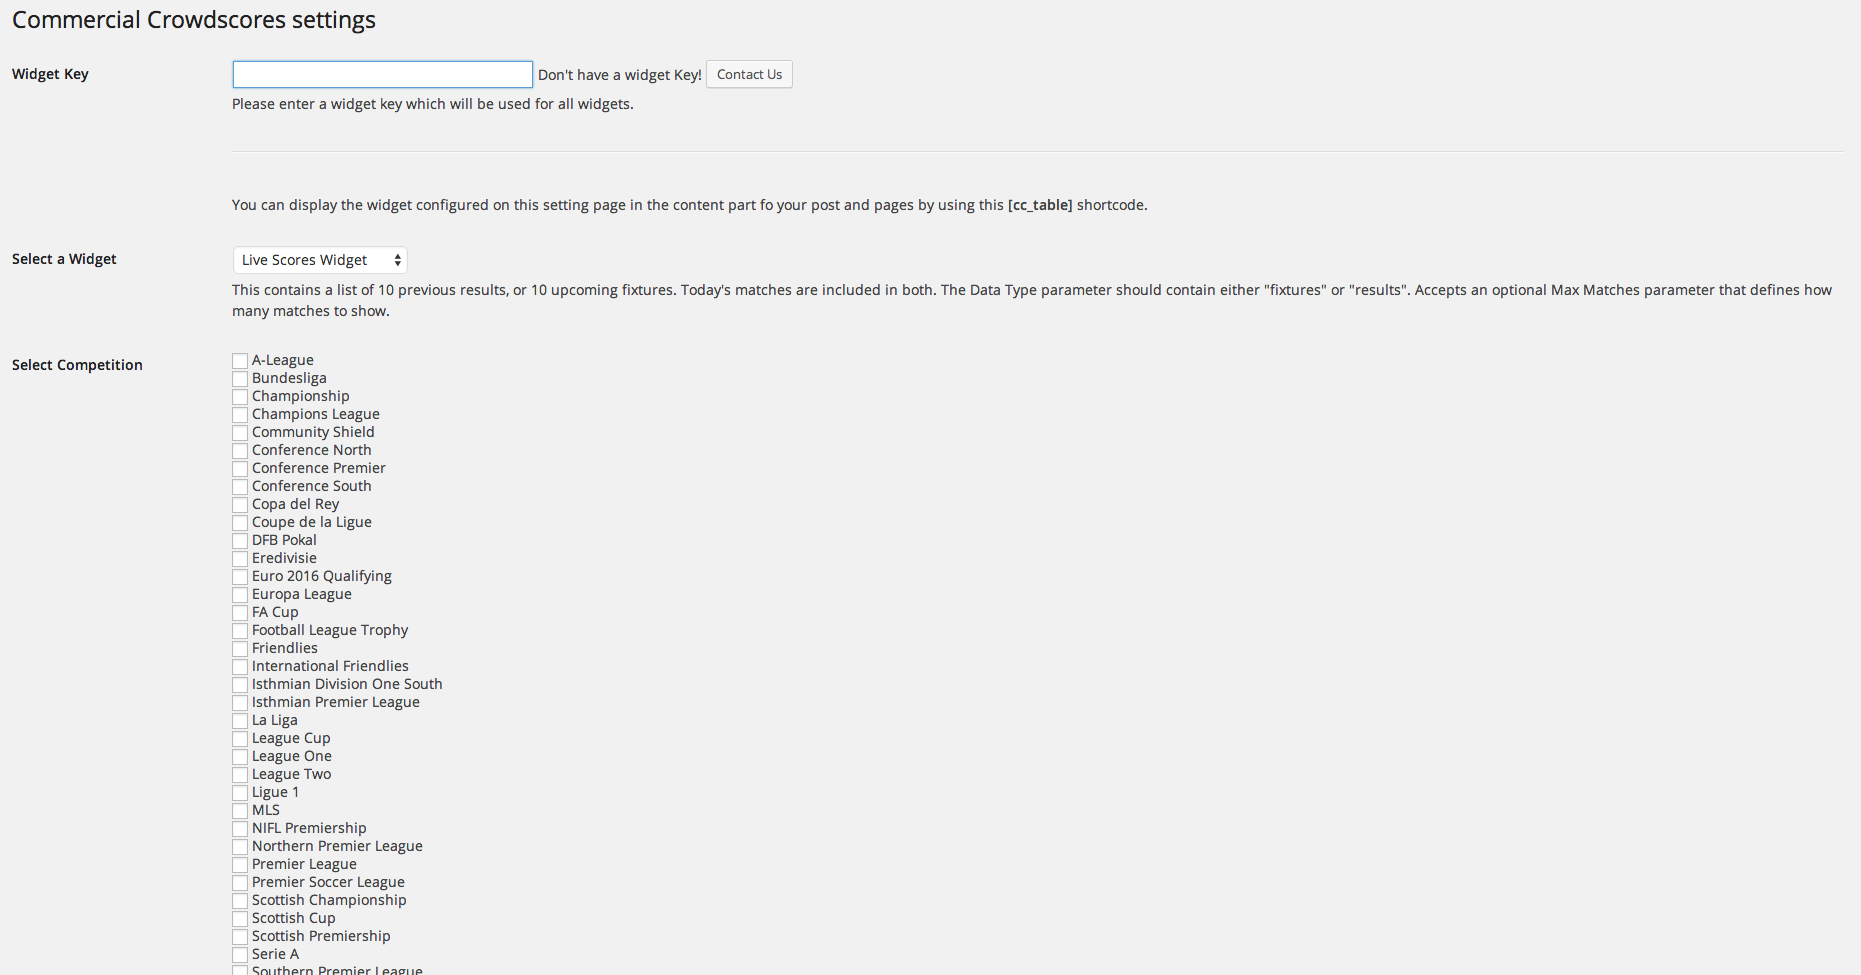 Commercial Crowdscores settings
Widget Key
Don't have a widget Key! Contact Us
Please enter a widget key which will be used for all widgets.
You can display the widget configured on this setting page in the content part fo your post and pages by using this [cc_table] shortcode.
Select a Widget
Live Scores Widget
This contains a list of 10 previous results, or 10 upcoming fixtures. Today's matches are included in both. The Data Type parameter should contain either "fixtures" or "results". Accepts an optional Max Matches parameter that defines how
many matches to show.
Select Competition
A-League
Bundesliga
Championship
Champions League
Community Shield
Conference North
Conference Premier
Conference South
Copa del Rey
Coupe de la Ligue
DFB Pokal
Eredivisie
Euro 2016 Qualifying
Europa League
FA Cup
Football League Trophy
Friendlies
International Friendlies
Isthmian Division One South
Isthmian Premier League
La Liga
League Cup
League One
League Two
Ligue 1
MLS
NIFL Premiership
Northern Premier League
Premier League
Premier Soccer League
Scottish Championship
Scottish Cup
Scottish Premiership
Serie A
Southern Premier League